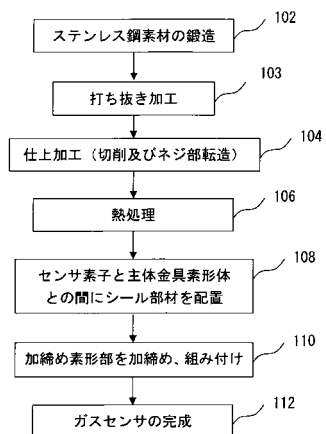 102
ステンレス鋼素材の鍛造
103
打ち抜き加工
104
仕上加工(切削及びネジ部転造)
106
熱処理
108
センサ素子と主体金具素形体
との間にシール部材を配置
110
加締め素形部を加締め、組み付け
112
ガスセンサの完成